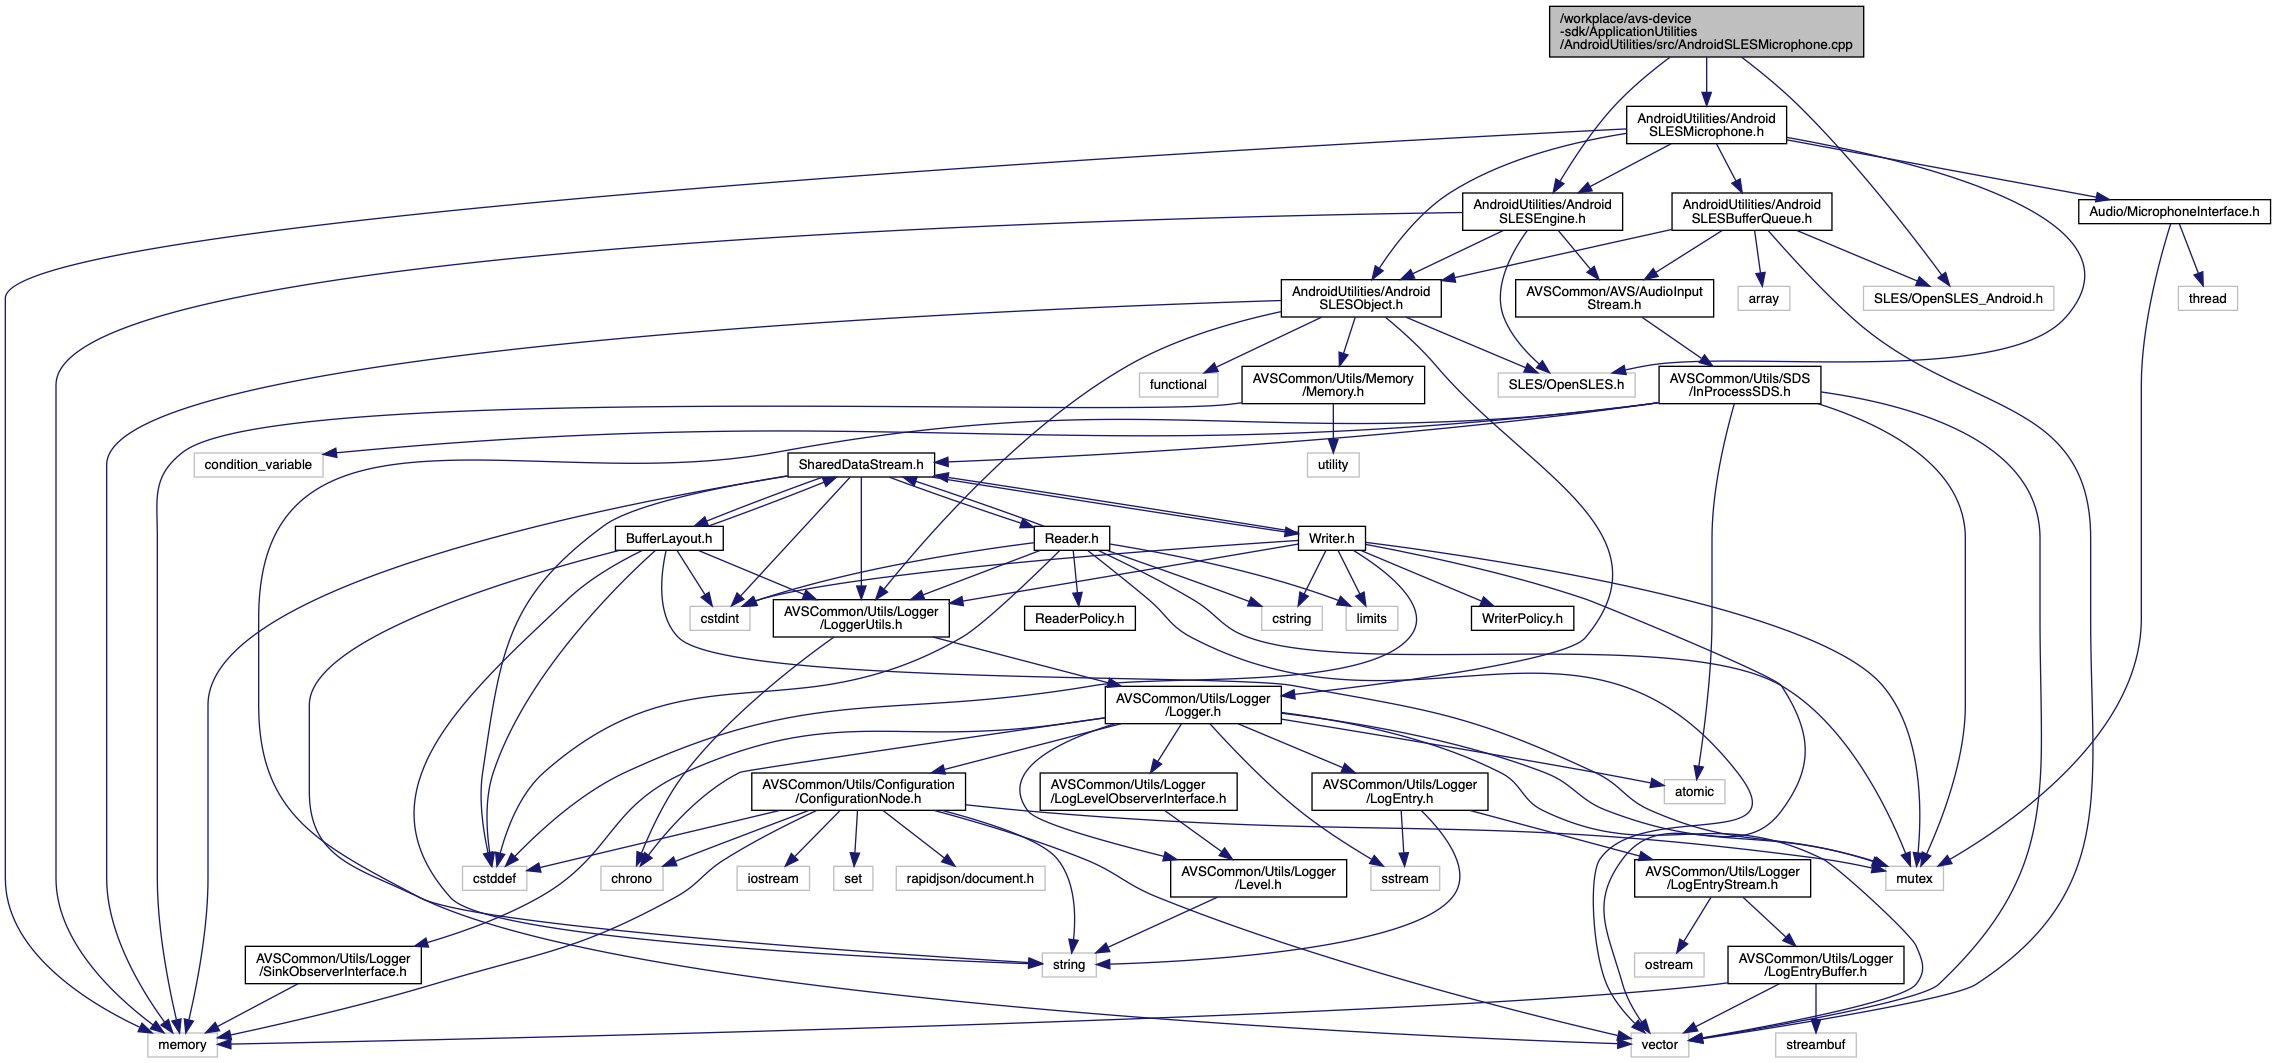 /workplace/avs-device
-sdk/ApplicationUtilities
/AndroidUtilities/src/AndroidSLESMicrophone.cpp
AndroidUtilities/Android
SLESMicrophone.h
AndroidUtilities/Android
SLESEngine.h
AndroidUtilities/Android
SLESBufferQueue.h
Audio/MicrophoneInterface.h
AndroidUtilities/Android
SLESObject.h
AVSCommon/AVS/AudioInput
Stream.h
array
SLES/OpenSLES_Android.h
thread
functional
AVSCommon/Utils/Memory
/Memory.h
SLES/OpenSLES.h
AVSCommon/Utils/SDS
/InProcessSDS.h
condition_variable
SharedDataStream.h
utility
BufferLayout.h
Reader.h
Writer.h
cstdint
AVSCommon/Utils/Logger
/LoggerUtils.h
ReaderPolicy.h
cstring
limits
WriterPolicy.h
AVSCommon/Utils/Logger
/Logger.h
AVSCommon/Utils/Configuration
/ConfigurationNode.h
AVSCommon/Utils/Logger
/LogLevelObserverInterface.h
AVSCommon/Utils/Logger
/LogEntry.h
atomic
cstddef
chrono
iostream
set
rapidjson/document.h
AVSCommon/Utils/Logger
/Level.h
sstream
AVSCommon/Utils/Logger
/LogEntryStream.h
mutex
AVSCommon/Utils/Logger
/SinkObserverInterface.h
string
ostream
AVSCommon/Utils/Logger
/LogEntryBuffer.h
memory
vector
streambuf